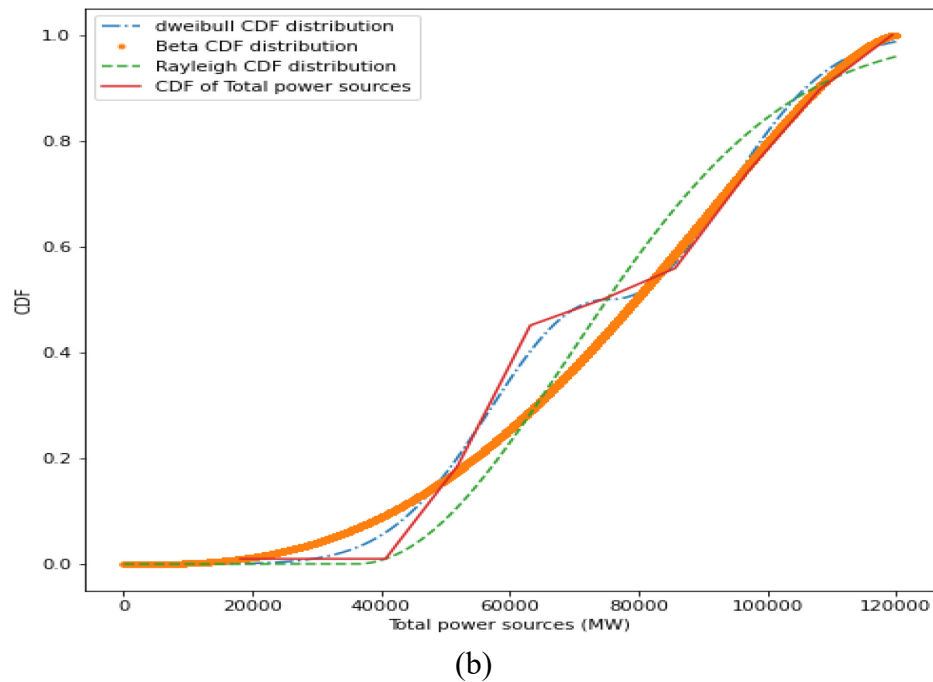 dweibull CDF distribution
Beta CDF distribution
Rayleigh CDF distribution
CDF of Total power sources
1.0
0.8
0.6
0.4
0.2
0.0
CDF
0 20000 40000 60000 80000 100000 120000
Total power sources (MW)
(b)